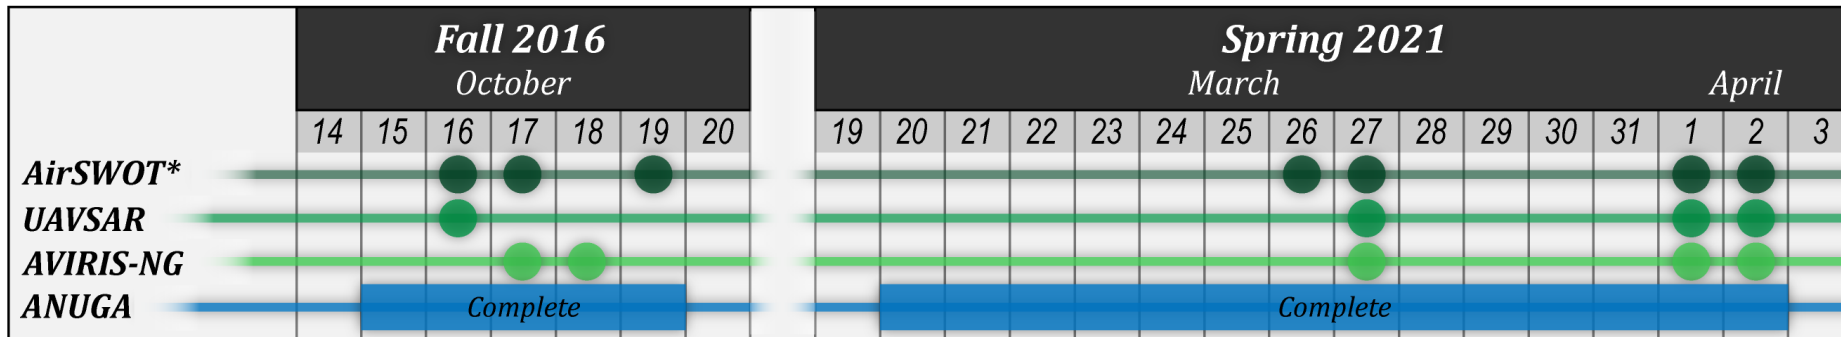 Fall 2016 Spring 2021
October March April
14 15 16 17 18 19 20 19 20 21 22 23 24 25 26 27 28 29 30 31 1 2 3
AirSWOT*
UAVSAR
AVIRIS-NG
ANUGA Complete Complete